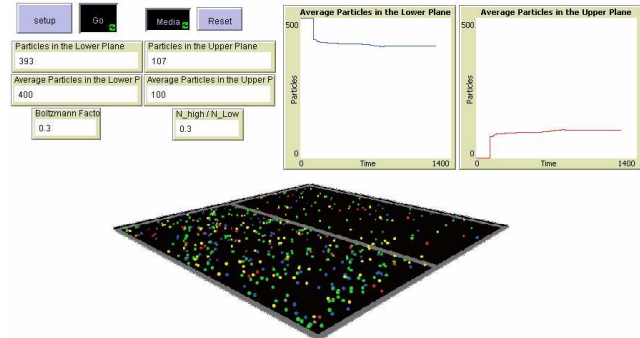 setup
Go
Media
Reset
Particles in the Lower Plane
393
Particles in the Upper Plane
107
Average Particles in the Lower P
400
Average Particles in the Upper P
100
Boltzmann Facto
0.3
N_high / N_Low
0.3
Average Particles in the Lower Plane
500
Particles
0
0
Time
1400
Average Particles in the Upper Plane
500
Particles
0
0
Time
1400